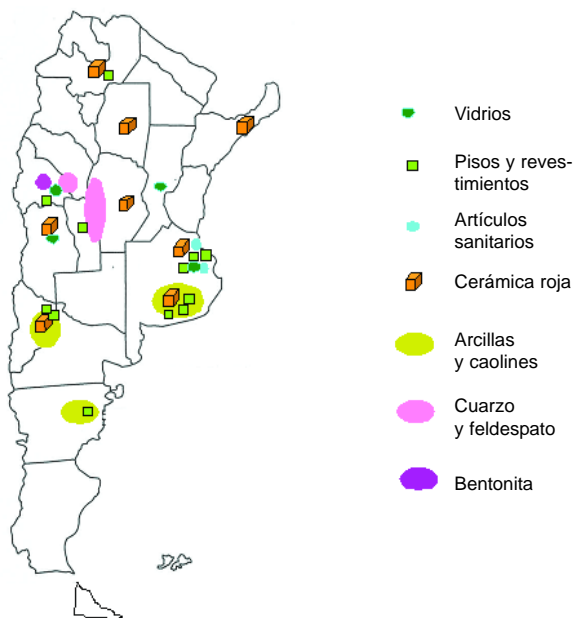 Vidrios
Pisos y reves-
timientos
Artículos
sanitarios
Cerámica roja
Arcillas
y caolines
Cuarzo
y feldespato
Bentonita